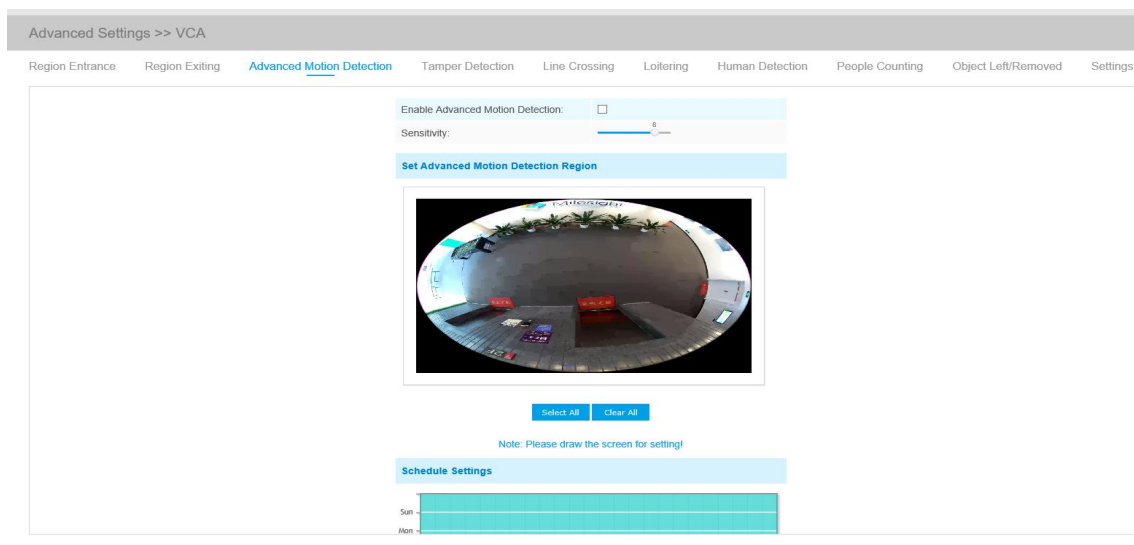 Advanced Settings >> VCA
Region Entrance Region Exiting Advanced Motion Detection Tamper Detection Line Crossing Loitering Human Detection People Counting Object Left/Removed Settings
Enable Advanced Motion Detection:
Sensitivity:
Set Advanced Motion Detection Region
Milesight
Select All Clear All
Note: Please draw the screen for setting!
Schedule Settings
Sun
Mon